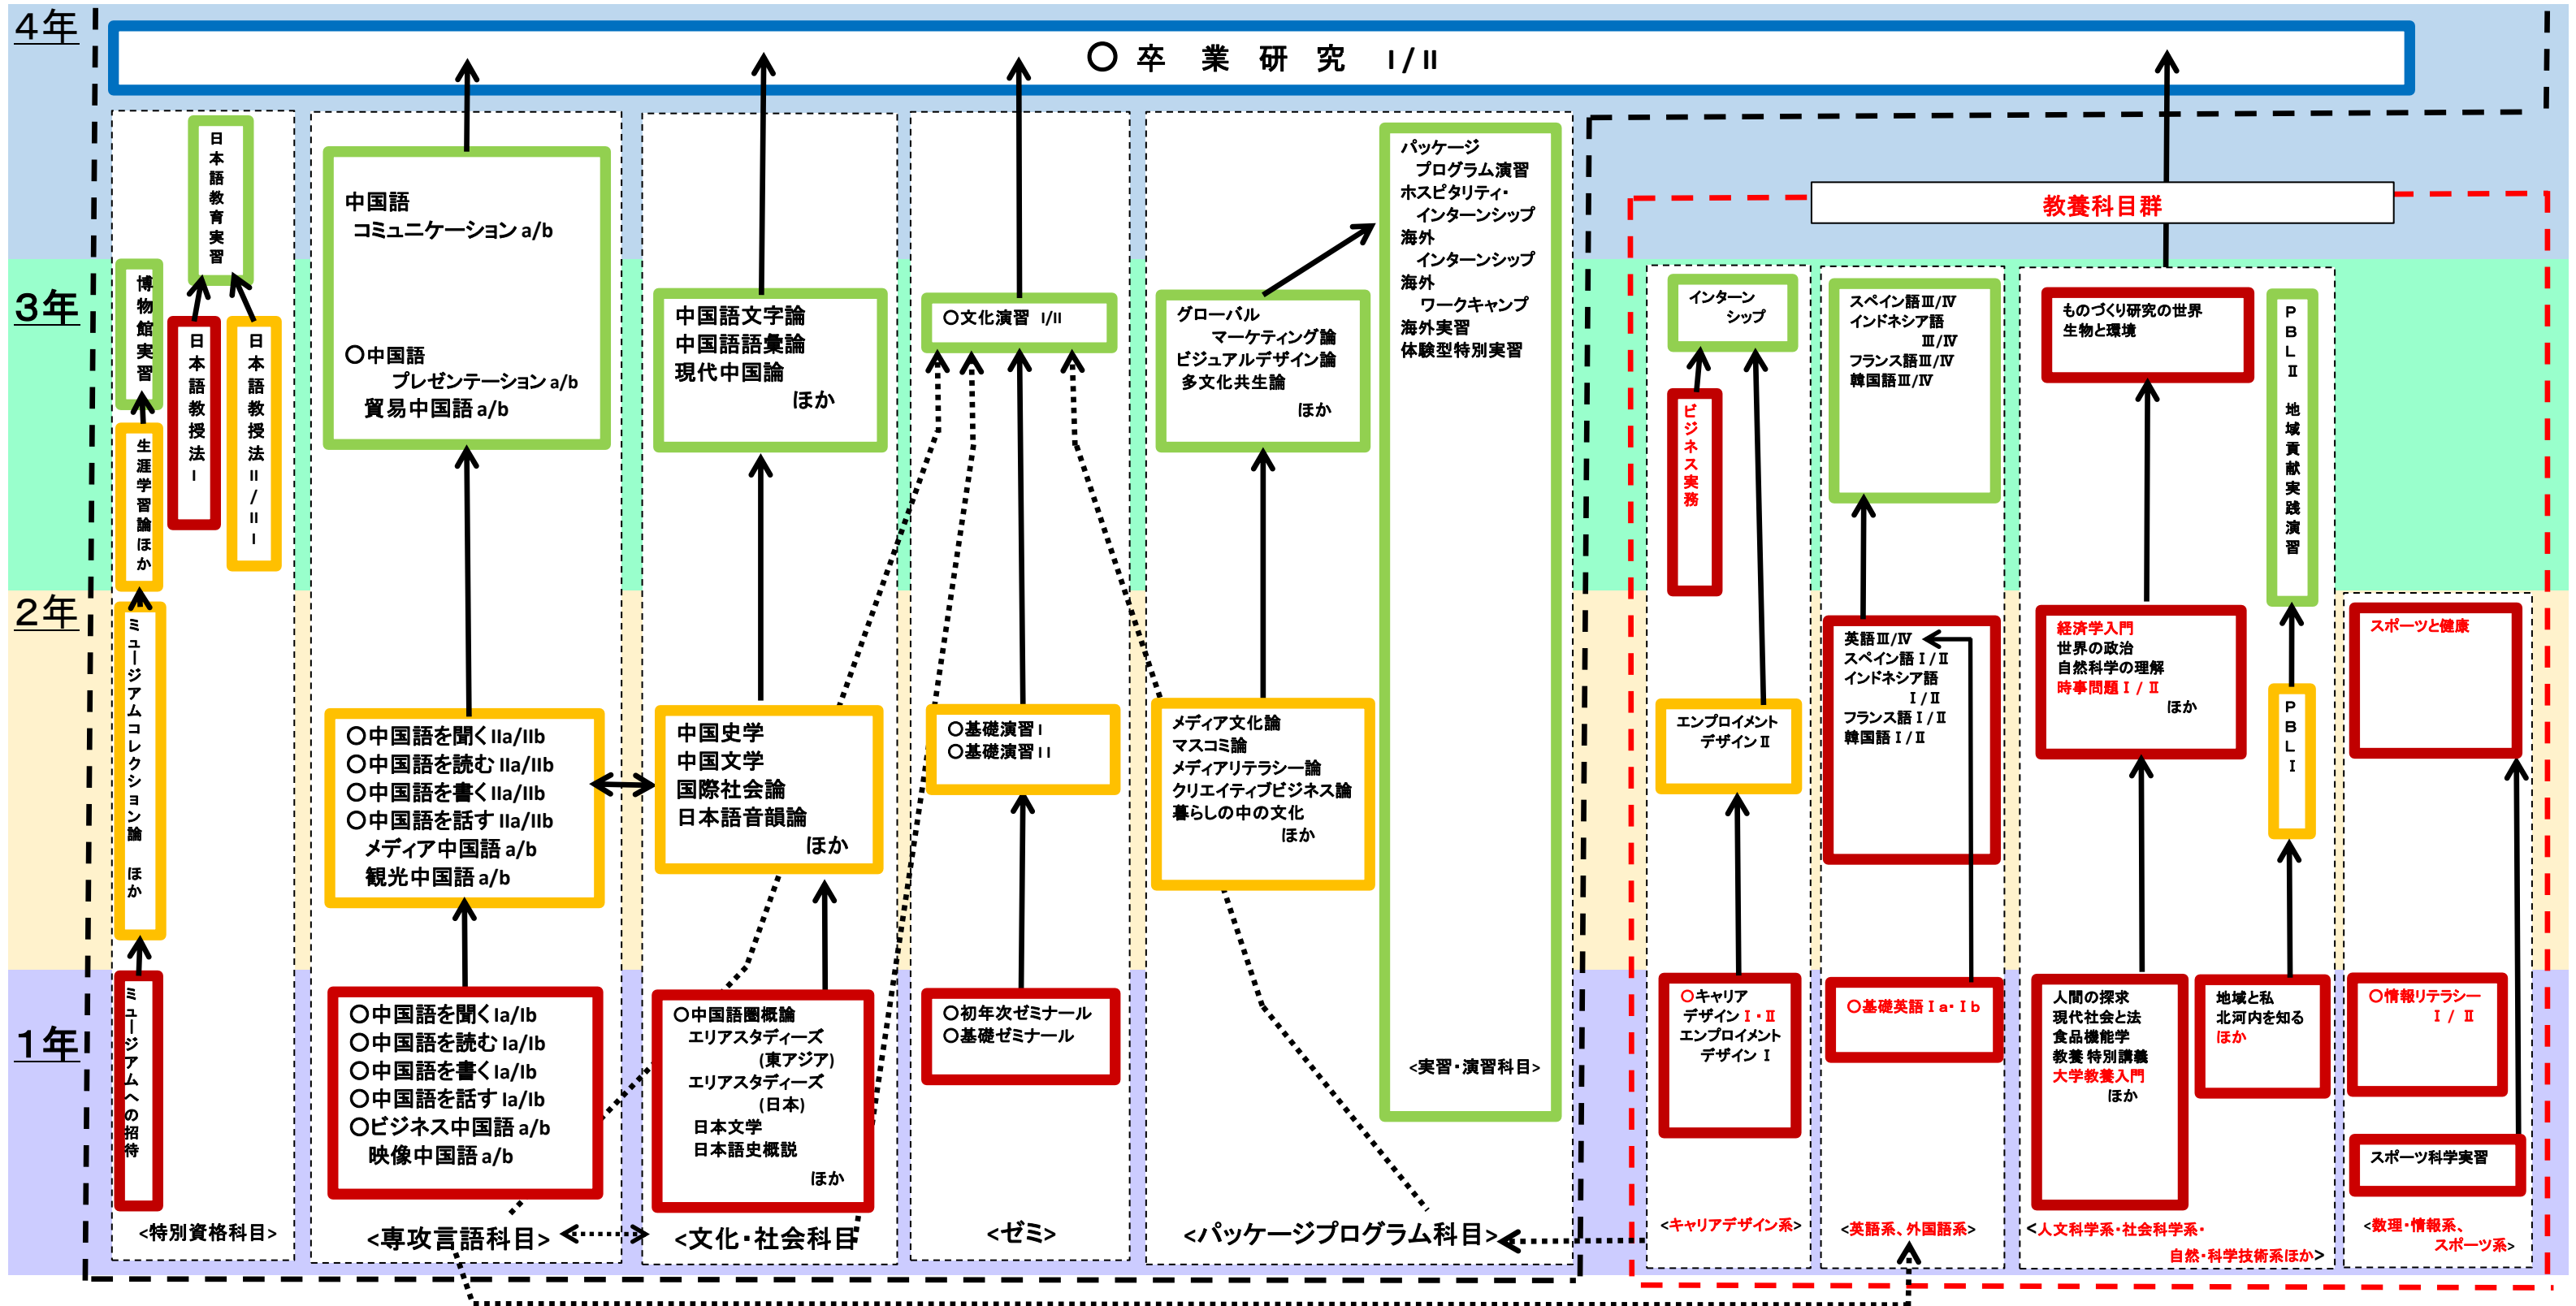 4年
○ 卒 業 研 究 I/II
3年
2年
1年
日本語教育実習
博物館実習
日本語教授法I
日本語教授法II/III
生涯学習論ほか
ミュージアムコレクション論 ほか
ミュージアムへの招待
<特別資格科目>
中国語
コミュニケーション a/b
○中国語
プレゼンテーション a/b
貿易中国語 a/b
○中国語を聞く IIa/IIb
○中国語を読む IIa/IIb
○中国語を書く IIa/IIb
○中国語を話す IIa/IIb
メディア中国語 a/b
観光中国語 a/b
○中国語を聞く Ia/Ib
○中国語を読む Ia/Ib
○中国語を書く Ia/Ib
○中国語を話す Ia/Ib
○ビジネス中国語 a/b
映像中国語 a/b
<専攻言語科目>
中国語文字論
中国語語彙論
現代中国論
ほか
中国史学
中国文学
国際社会論
日本語音韻論
ほか
○中国語圏概論
エリアスタディーズ
(東アジア)
エリアスタディーズ
(日本)
日本文学
日本語史概説
ほか
<文化・社会科目
○文化演習 I/II
○基礎演習 I
○基礎演習 I I
○初年次ゼミナール
○基礎ゼミナール
<ゼミ>
グローバル
マーケティング論
ビジュアルデザイン論
多文化共生論
ほか
メディア文化論
マスコミ論
メディアリテラシー論
クリエイティブビジネス論
暮らしの中の文化
ほか
<パッケージプログラム科目>
パッケージ
プログラム演習
ホスピタリティ・
インターンシップ
海外
インターンシップ
海外
ワークキャンプ
海外実習
体験型特別実習
<実習・演習科目>
教養科目群
インターン
シップ
ビジネス実務
エンプロイメント
デザインⅡ
○キャリア
デザイン Ⅰ・Ⅱ
エンプロイメント
デザイン Ⅰ
<キャリアデザイン系>
スペイン語Ⅲ/Ⅳ
インドネシア語
Ⅲ/Ⅳ
フランス語Ⅲ/Ⅳ
韓国語Ⅲ/Ⅳ
英語Ⅲ/Ⅳ
スペイン語Ⅰ/Ⅱ
インドネシア語
Ⅰ/Ⅱ
フランス語Ⅰ/Ⅱ
韓国語Ⅰ/Ⅱ
○基礎英語Ⅰa・Ⅰb
<英語系、外国語系>
ものづくり研究の世界
生物と環境
経済学入門
世界の政治
自然科学の理解
時事問題Ⅰ/Ⅱ
ほか
人間の探求
現代社会と法
食品機能学
教養特別講義
大学教養入門
ほか
PBLⅡ 地域貢献実践演習
PBLⅠ
地域と私
北河内を知る
ほか
<人文科学系・社会科学系・
自然・科学技術系ほか>
スポーツと健康
○情報リテラシー
Ⅰ/Ⅱ
スポーツ科学実習
<数理・情報系、
スポーツ系>